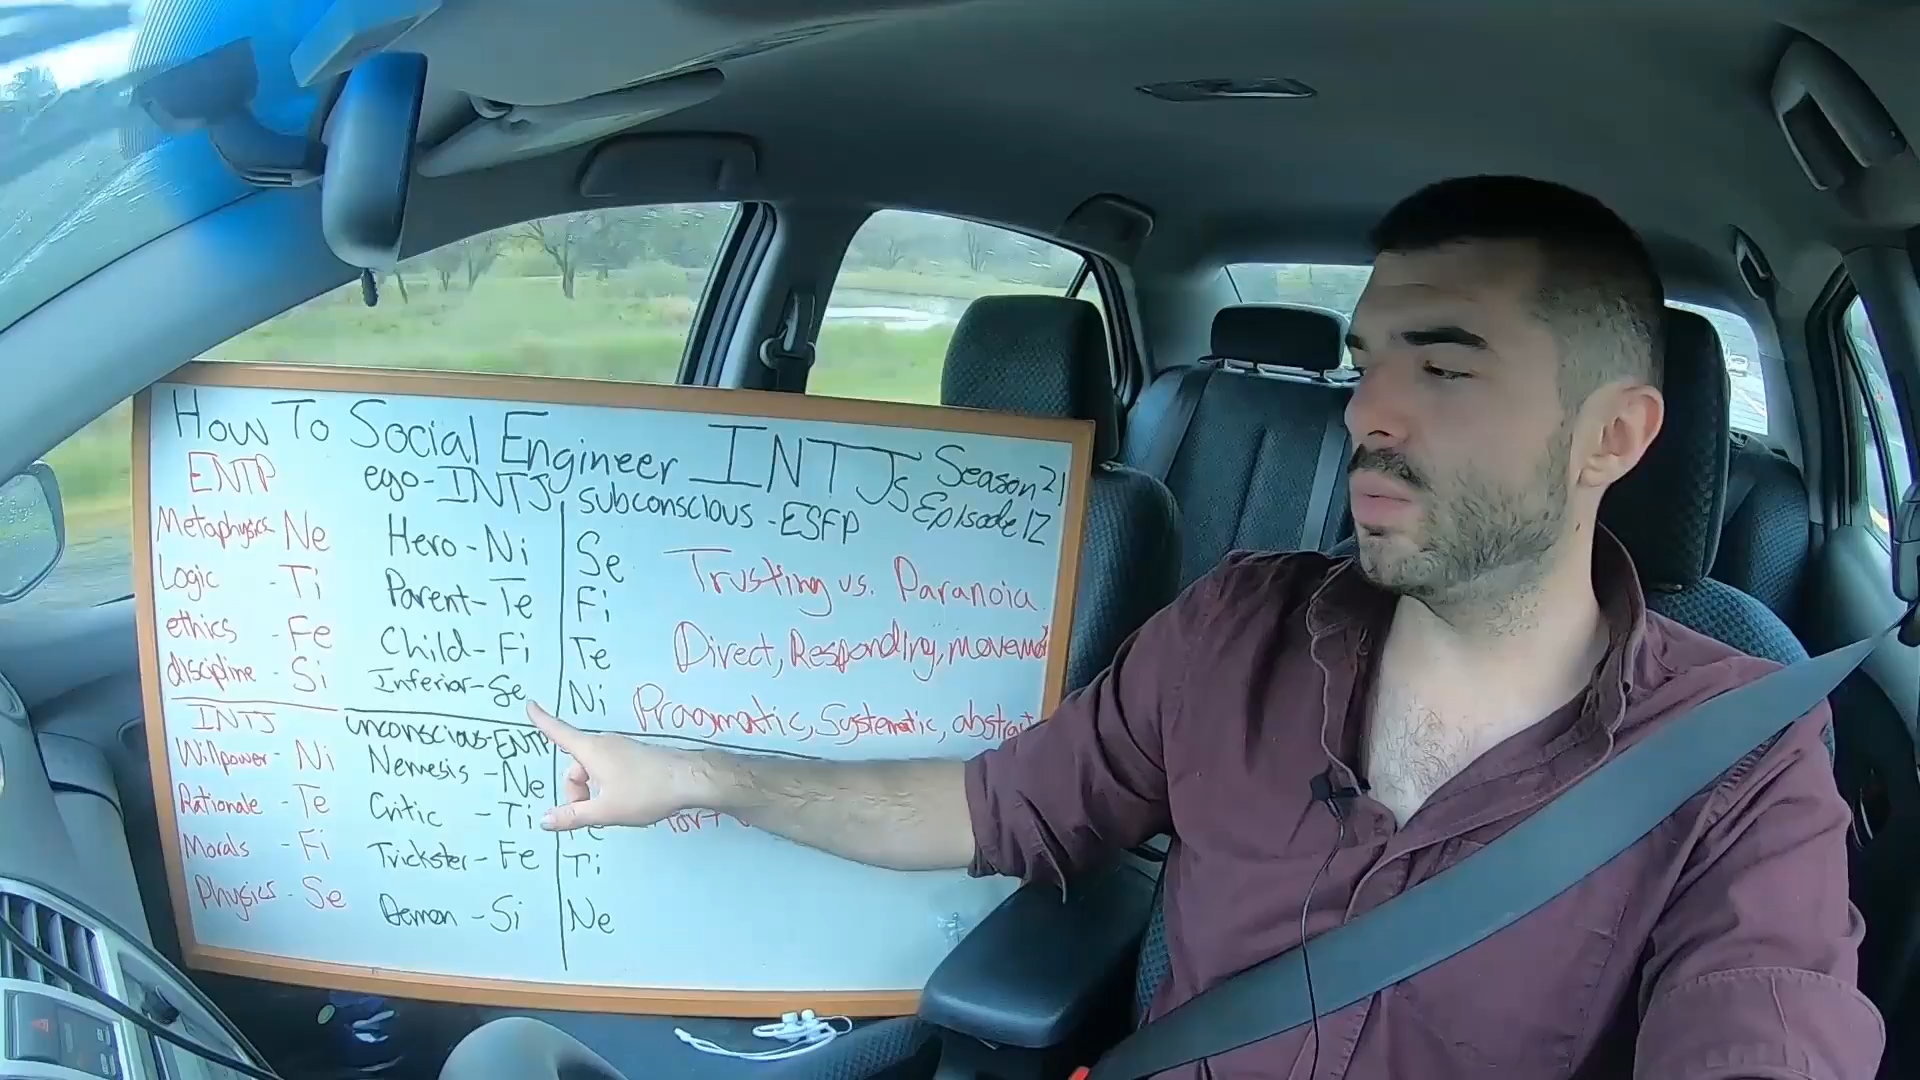 How To Social Engineer INTJs
Season 21
Episode 12
ENTP
Metaphysics - Ne
Logic - Ti
ethics - Fe
discipline - Si
INTJ
Willpower - Ni
Rationale - Te
Morals - Fi
Physics - Se
ego - INTJ
Hero - Ni
Parent - Te
Child - Fi
Inferior - Se
unconscious - ENTP
Nemesis - Ne
Critic - Ti
Trickster - Fe
Demon - Si
subconscious - ESFP
Se
Fi
Te
Ni
Ti
Ne
Trusting vs. Paranoia
Direct, Responding, movement
Pragmatic, Systematic, abstract